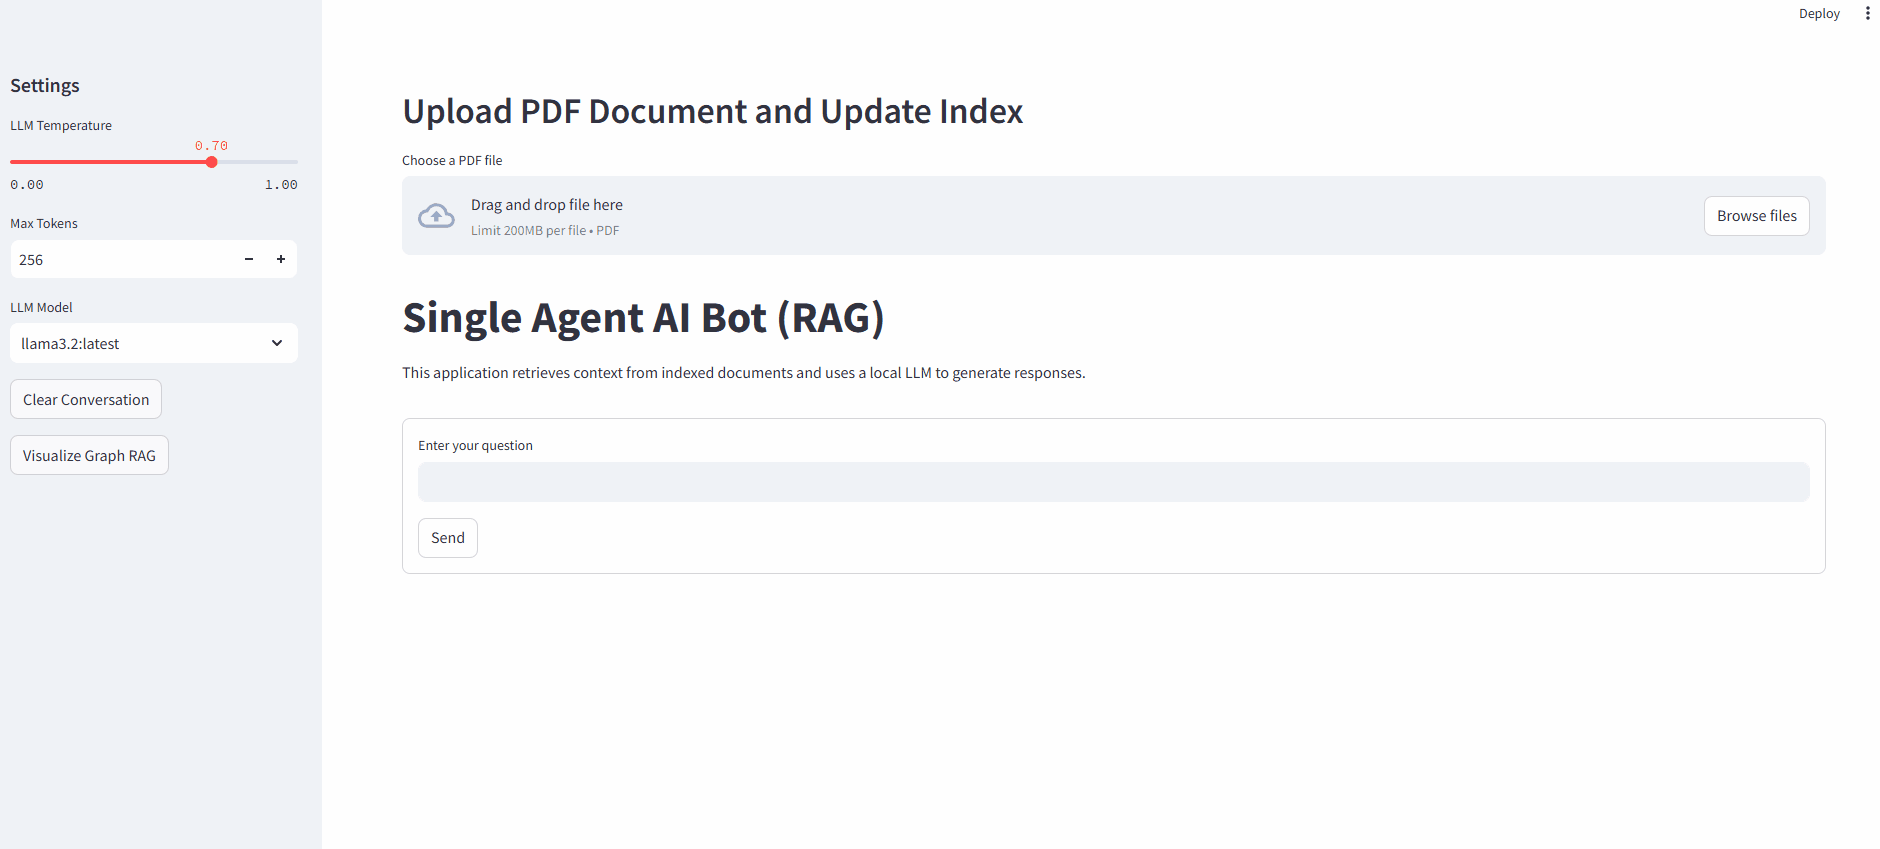 Deploy
Settings
LLM Temperature
0.70
0.00 1.00
Max Tokens
256
LLM Model
llama3.2:latest
Clear Conversation
Visualize Graph RAG
Upload PDF Document and Update Index
Choose a PDF file
Drag and drop file here
Limit 200MB per file • PDF
Browse files
Single Agent AI Bot (RAG)
This application retrieves context from indexed documents and uses a local LLM to generate responses.
Enter your question
Send